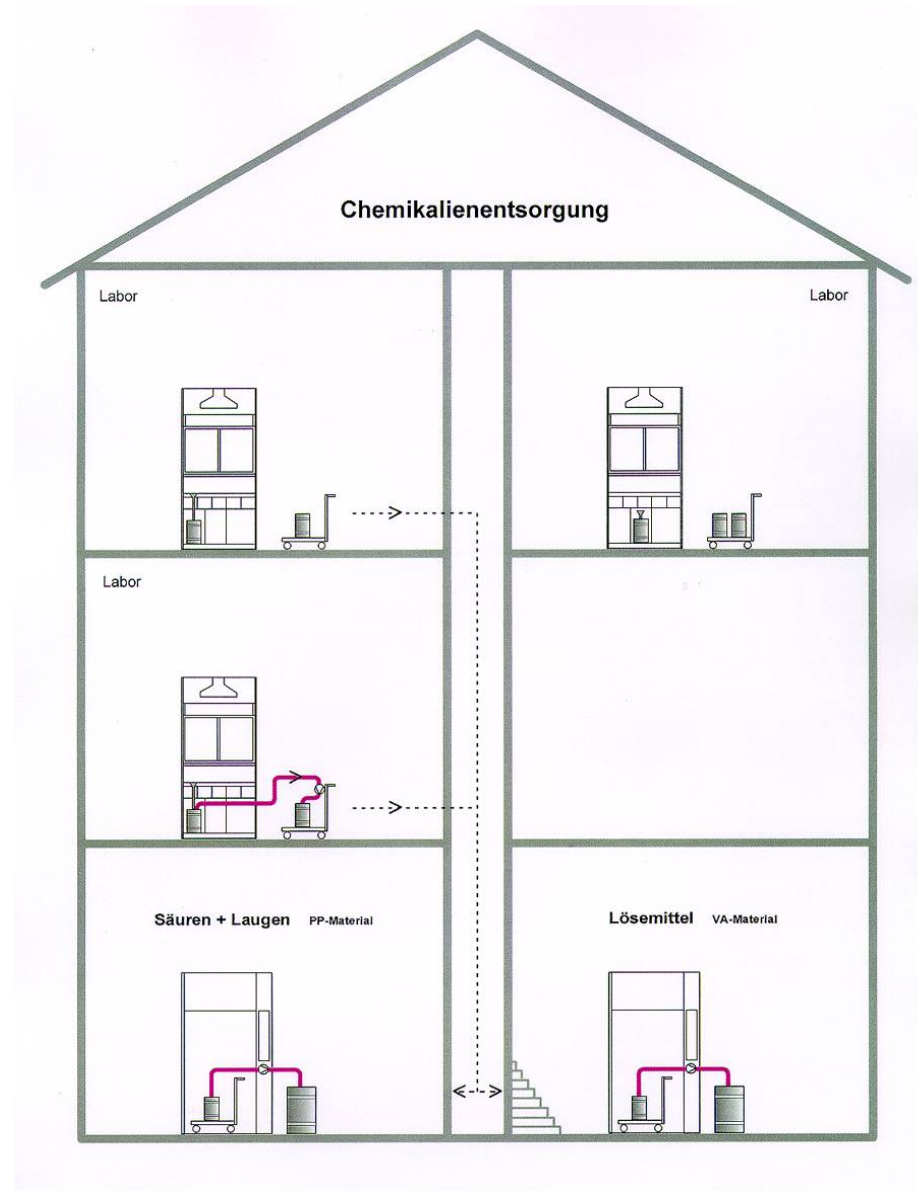 Chemikalienentsorgung
Labor
Labor
Labor
Säuren + Laugen PP-Material
Lösemittel VA-Material